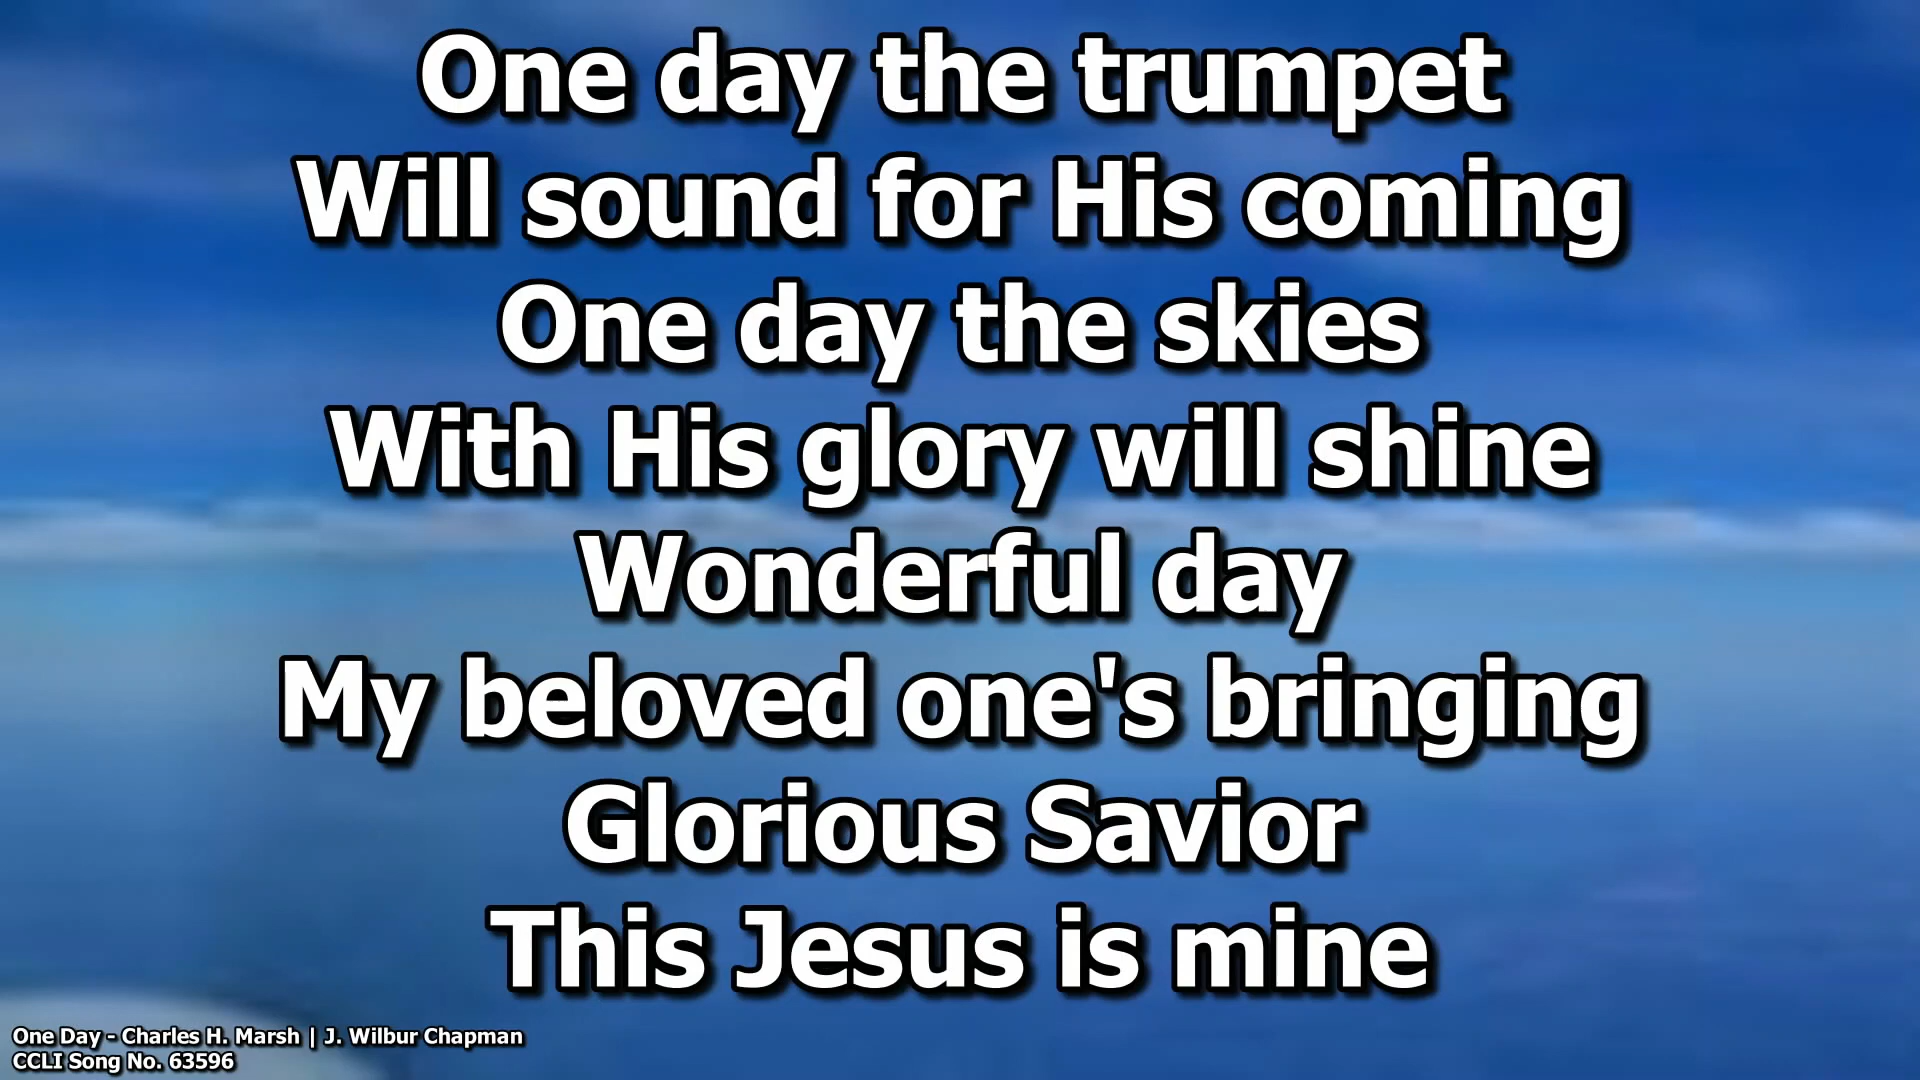 One day the trumpet
Will sound for His coming
One day the skies
With His glory will shine
Wonderful day
My beloved one's bringing
Glorious Savior
This Jesus is mine
One Day - Charles H. Marsh | J. Wilbur Chapman
CCLI Song No. 63596